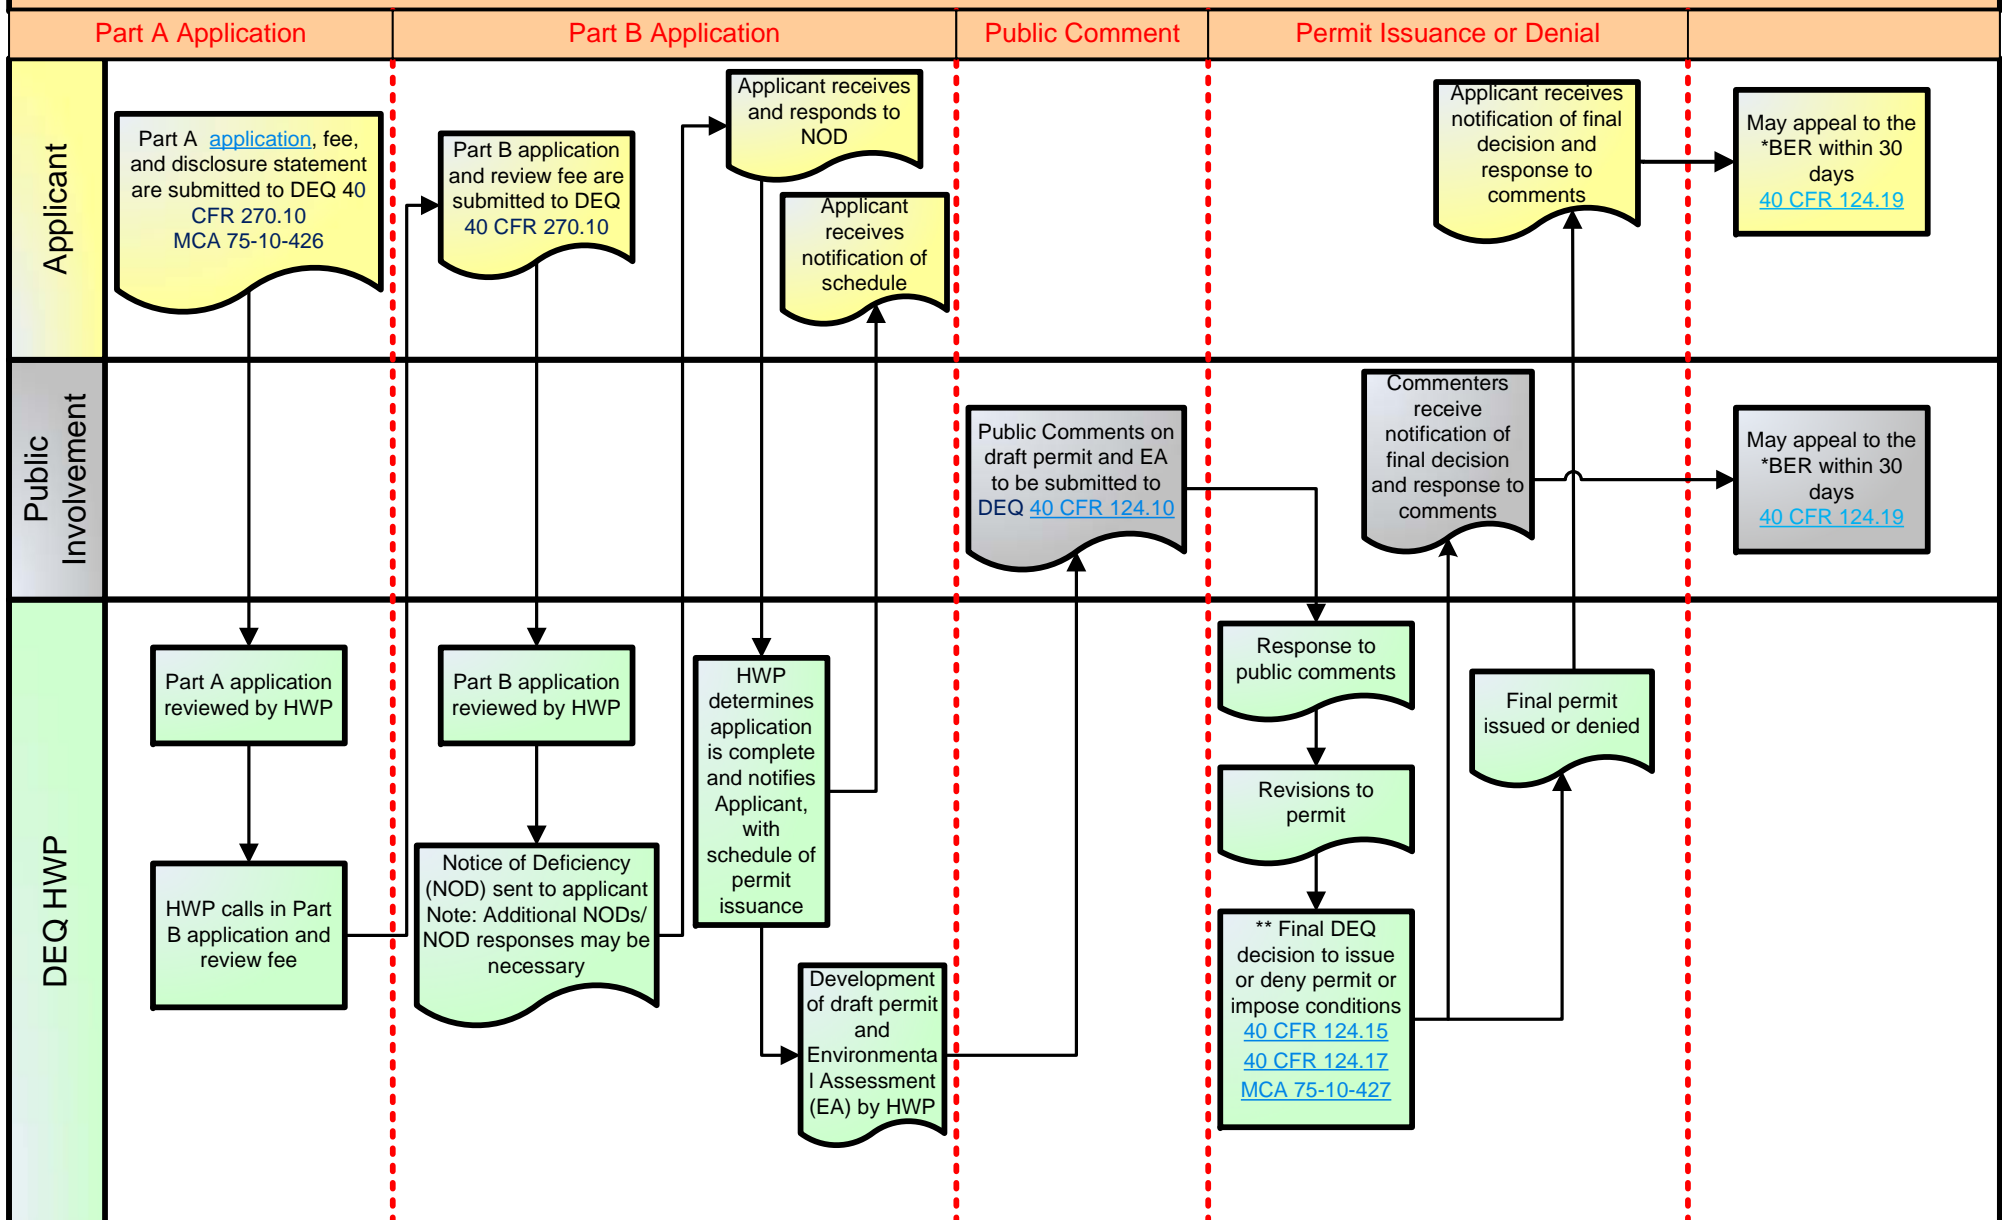 Part A Application
Part B Application
Public Comment
Permit Issuance or Denial
Applicant
Part A application, fee,
and disclosure statement
are submitted to DEQ 40
CFR 270.10
MCA 75-10-426
Part B application
and review fee are
submitted to DEQ
40 CFR 270.10
Applicant receives
and responds to
NOD
Applicant
receives
notification of
schedule
Applicant receives
notification of final
decision and
response to
comments
May appeal to the
*BER within 30
days
40 CFR 124.19
Public
Involvement
Public Comments on
draft permit and EA
to be submitted to
DEQ 40 CFR 124.10
Commenters
receive
notification of
final decision
and response to
comments
May appeal to the
*BER within 30
days
40 CFR 124.19
DEQ HWP
Part A application
reviewed by HWP
HWP calls in Part
B application and
review fee
Part B application
reviewed by HWP
Notice of Deficiency
(NOD) sent to applicant
Note: Additional NODs/
NOD responses may be
necessary
HWP
determines
application
is complete
and notifies
Applicant,
with
schedule of
permit
issuance
Development
of draft permit
and
Environmenta
l Assessment
(EA) by HWP
Response to
public comments
Revisions to
permit
** Final DEQ
decision to issue
or deny permit or
impose conditions
40 CFR 124.15
40 CFR 124.17
MCA 75-10-427
Final permit
issued or denied